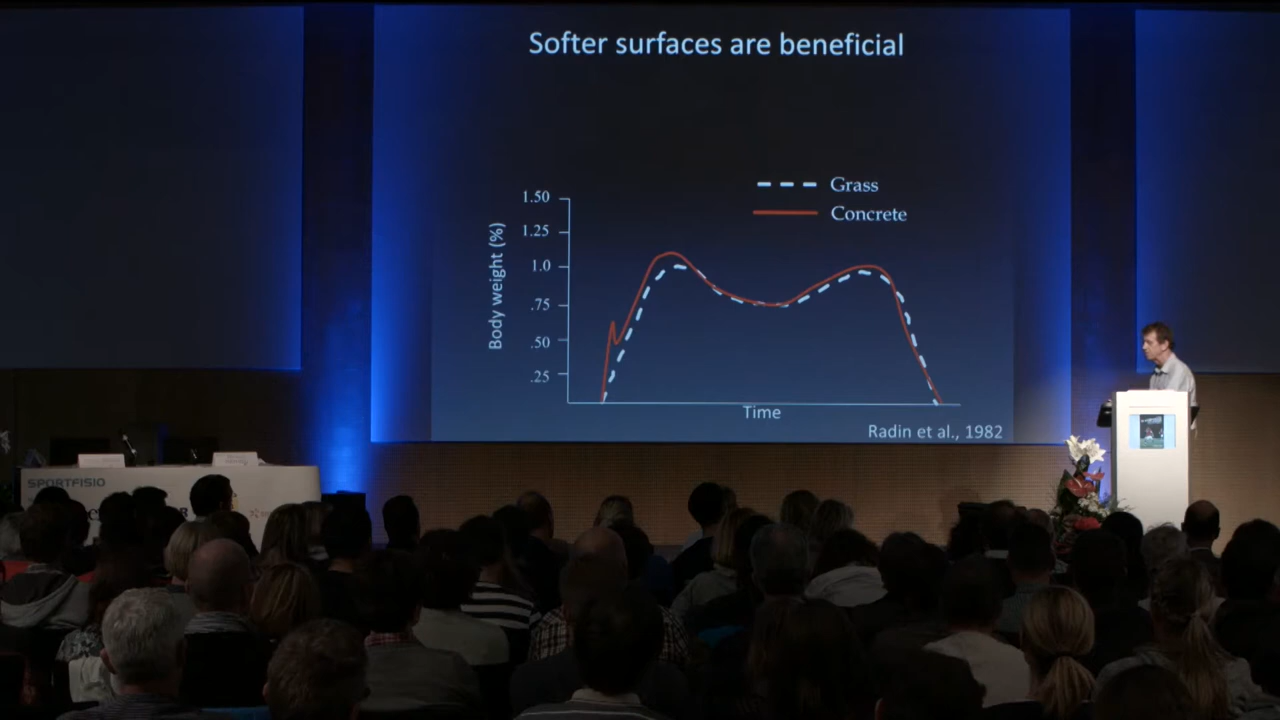 Softer surfaces are beneficial
Grass
Concrete
1.50
1.25
1.0
.75
.50
.25
Body weight (%)
Time
Radin et al., 1982
SPORTFISIO